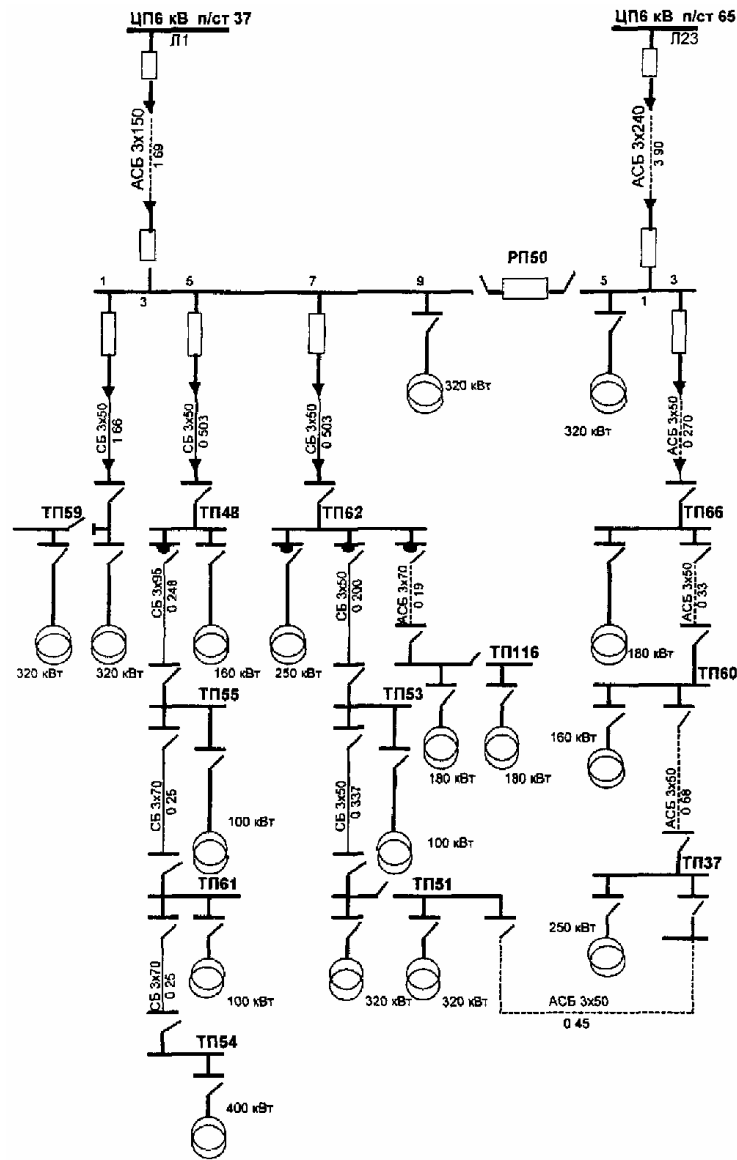 ЦП6 кВ п/ст 37
Л1
ЦП6 кВ п/ст 65
Л23
АСБ 3х150
1 69
АСБ 3х240
3 90
РП50
1
3
5
7
9
5
1
3
320 кВт
320 кВт
СБ 3х50
1 66
СБ 3х50
0 503
СБ 3х50
0 503
АСБ 3х50
0 270
ТП59
ТП48
ТП62
ТП66
СБ 3х95
0 248
СБ 3х50
0 200
АСБ 3х70
0 19
АСБ 3х50
0 33
320 кВт
320 кВт
160 кВт
250 кВт
180 кВт
ТП116
ТП60
ТП55
ТП53
180 кВт
180 кВт
160 кВт
СБ 3х70
0 25
СБ 3х50
0 337
АСБ 3х50
0 68
100 кВт
100 кВт
ТП61
ТП51
ТП37
250 кВт
СБ 3х70
0 25
100 кВт
320 кВт
320 кВт
АСБ 3х50
0 45
ТП54
400 кВт